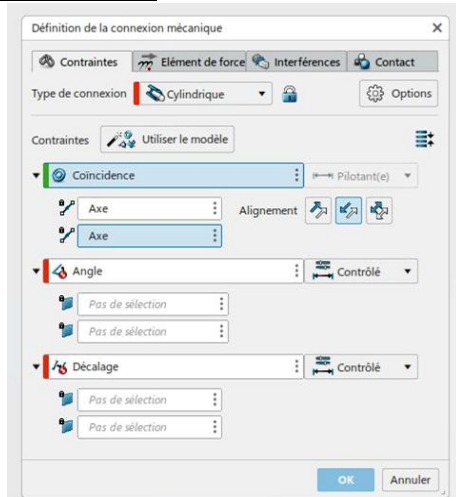 Définition de la connexion mécanique
Contraintes Elément de force Interférences Contact
Type de connexion Cylindrique Options
Contraintes Utiliser le modèle
Coïncidence Pilotant(e)
Axe Alignement
Axe
Angle Contrôlé
Pas de sélection
Pas de sélection
Décalage Contrôlé
Pas de sélection
Pas de sélection
OK Annuler